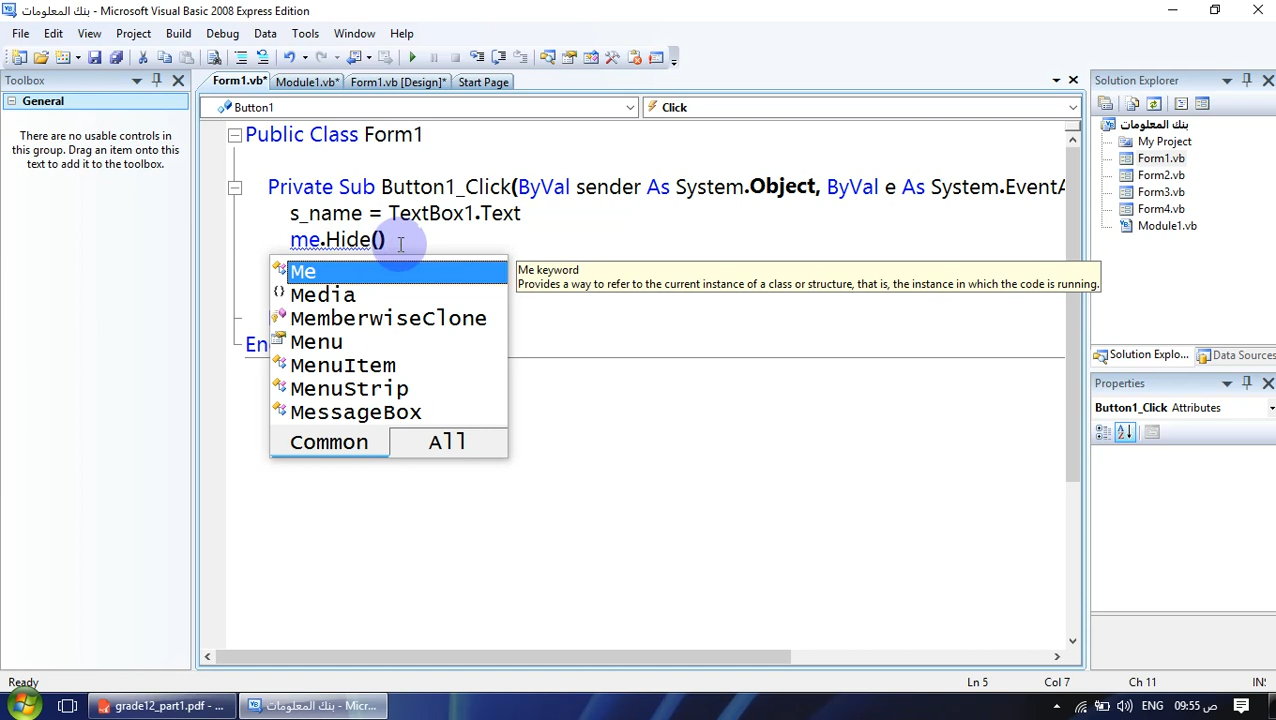 بنك المعلومات - Microsoft Visual Basic 2008 Express Edition
File Edit View Project Build Debug Data Tools Window Help
Toolbox
General
There are no usable controls in
this group. Drag an item onto this
text to add it to the toolbox.
Form1.vb* Module1.vb* Form1.vb [Design]* Start Page
Button1 Click
Public Class Form1
Private Sub Button1_Click(ByVal sender As System.Object, ByVal e As System.EventA
s_name = TextBox1.Text
me.Hide()
Me
Media
MemberwiseClone
Menu
MenuItem
MenuStrip
MessageBox
Common All
Me keyword
Provides a way to refer to the current instance of a class or structure, that is, the instance in which the code is running.
En
Solution Explorer
بنك المعلومات
My Project
Form1.vb
Form2.vb
Form3.vb
Form4.vb
Module1.vb
Solution Explo... Data Sources
Properties
Button1_Click Attributes
Ready Ln 5 Col 7 Ch 11 INS
grade12_part1.pdf - ... بنك المعلومات - Micr... ENG 09:55 ص